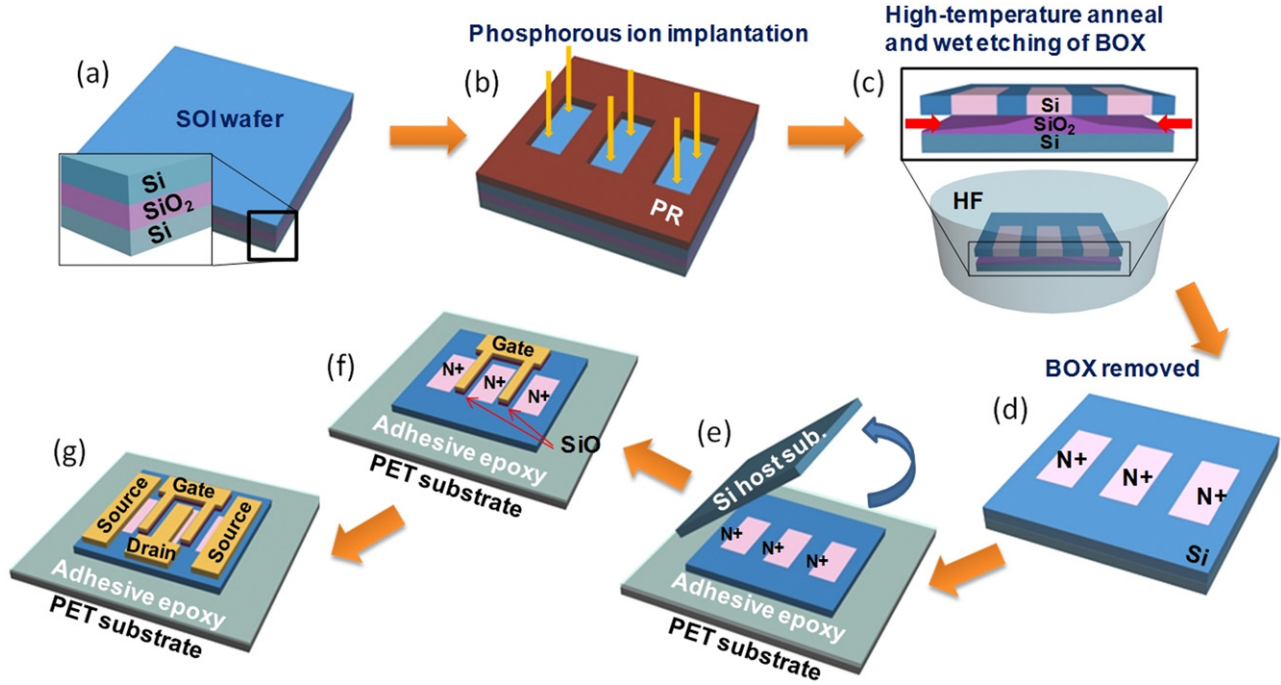 (a)
SOI wafer
Si
SiO2
Si
Phosphorous ion implantation
(b)
PR
High-temperature anneal
and wet etching of BOX
(c)
Si
SiO2
Si
HF
BOX removed
(d)
N+
N+
N+
Si
(e)
Si host sub.
N+
N+
N+
Adhesive epoxy
PET substrate
(f)
Gate
N+
N+
N+
SiO
Adhesive epoxy
PET substrate
(g)
Source
Gate
Drain
Source
Adhesive epoxy
PET substrate